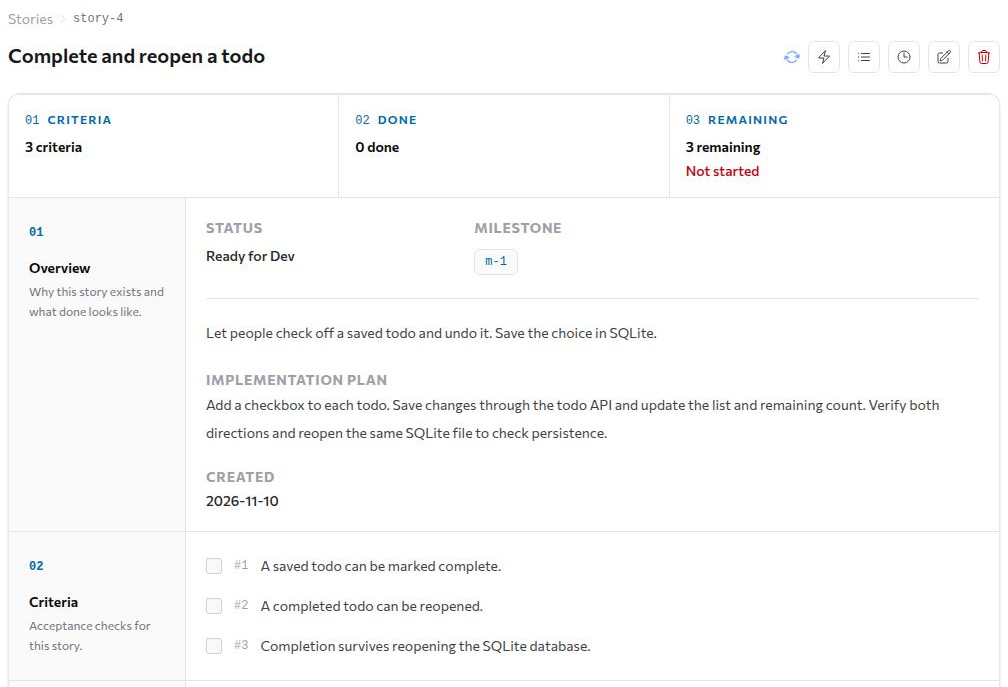 Stories
story-4
Complete and reopen a todo
01 CRITERIA
3 criteria
02 DONE
0 done
03 REMAINING
3 remaining
Not started
01
Overview
Why this story exists and
what done looks like.
STATUS
Ready for Dev
MILESTONE
m-1
Let people check off a saved todo and undo it. Save the choice in SQLite.
IMPLEMENTATION PLAN
Add a checkbox to each todo. Save changes through the todo API and update the list and remaining count. Verify both
directions and reopen the same SQLite file to check persistence.
CREATED
2026-11-10
02
Criteria
Acceptance checks for
this story.
#1 A saved todo can be marked complete.
#2 A completed todo can be reopened.
#3 Completion survives reopening the SQLite database.